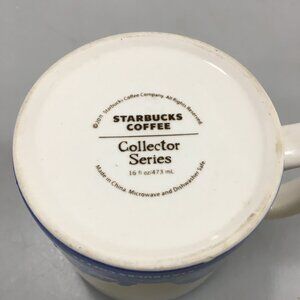 ©2011 Starbucks Coffee Company. All Rights Reserved.
STARBUCKS
COFFEE
Collector
Series
16 fl oz/473 mL
Made in China. Microwave and Dishwasher Safe